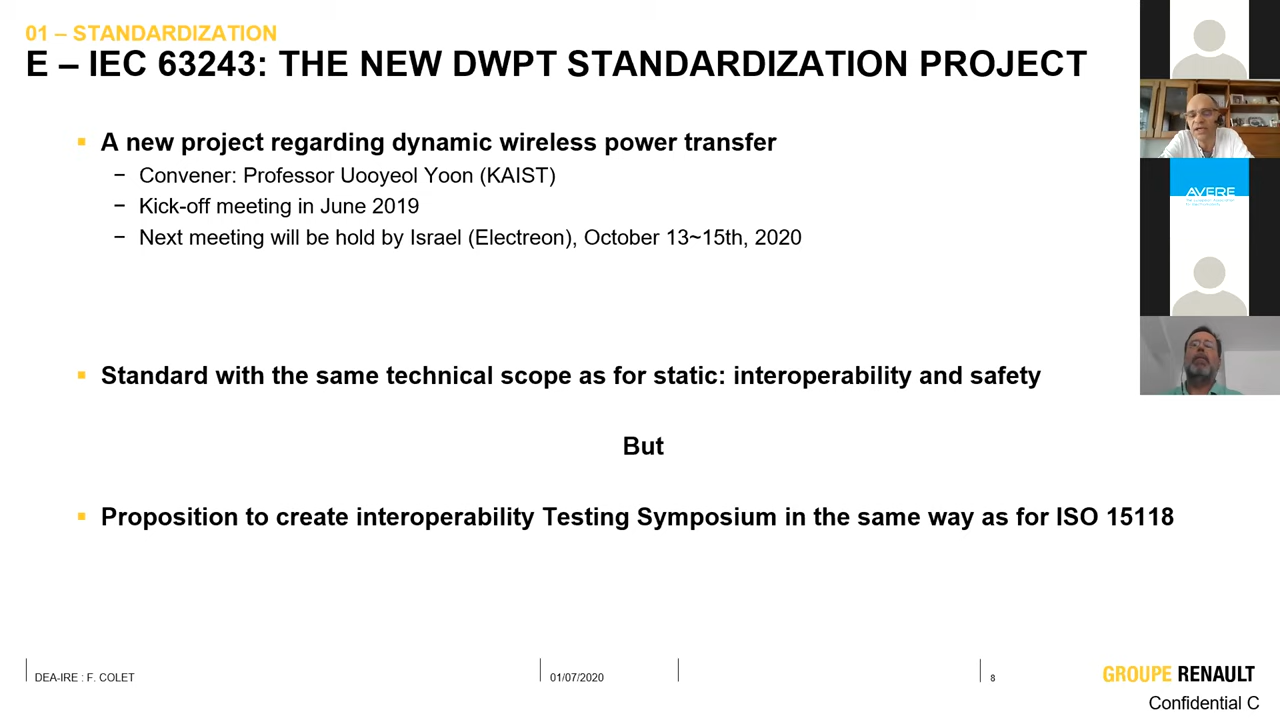 01 – STANDARDIZATION
E – IEC 63243: THE NEW DWPT STANDARDIZATION PROJECT
▪ A new project regarding dynamic wireless power transfer
− Convener: Professor Uooyeol Yoon (KAIST)
− Kick-off meeting in June 2019
− Next meeting will be hold by Israel (Electreon), October 13~15th, 2020
▪ Standard with the same technical scope as for static: interoperability and safety
But
▪ Proposition to create interoperability Testing Symposium in the same way as for ISO 15118
AVERE
DEA-IRE : F. COLET
01/07/2020
8
GROUPE RENAULT
Confidential C